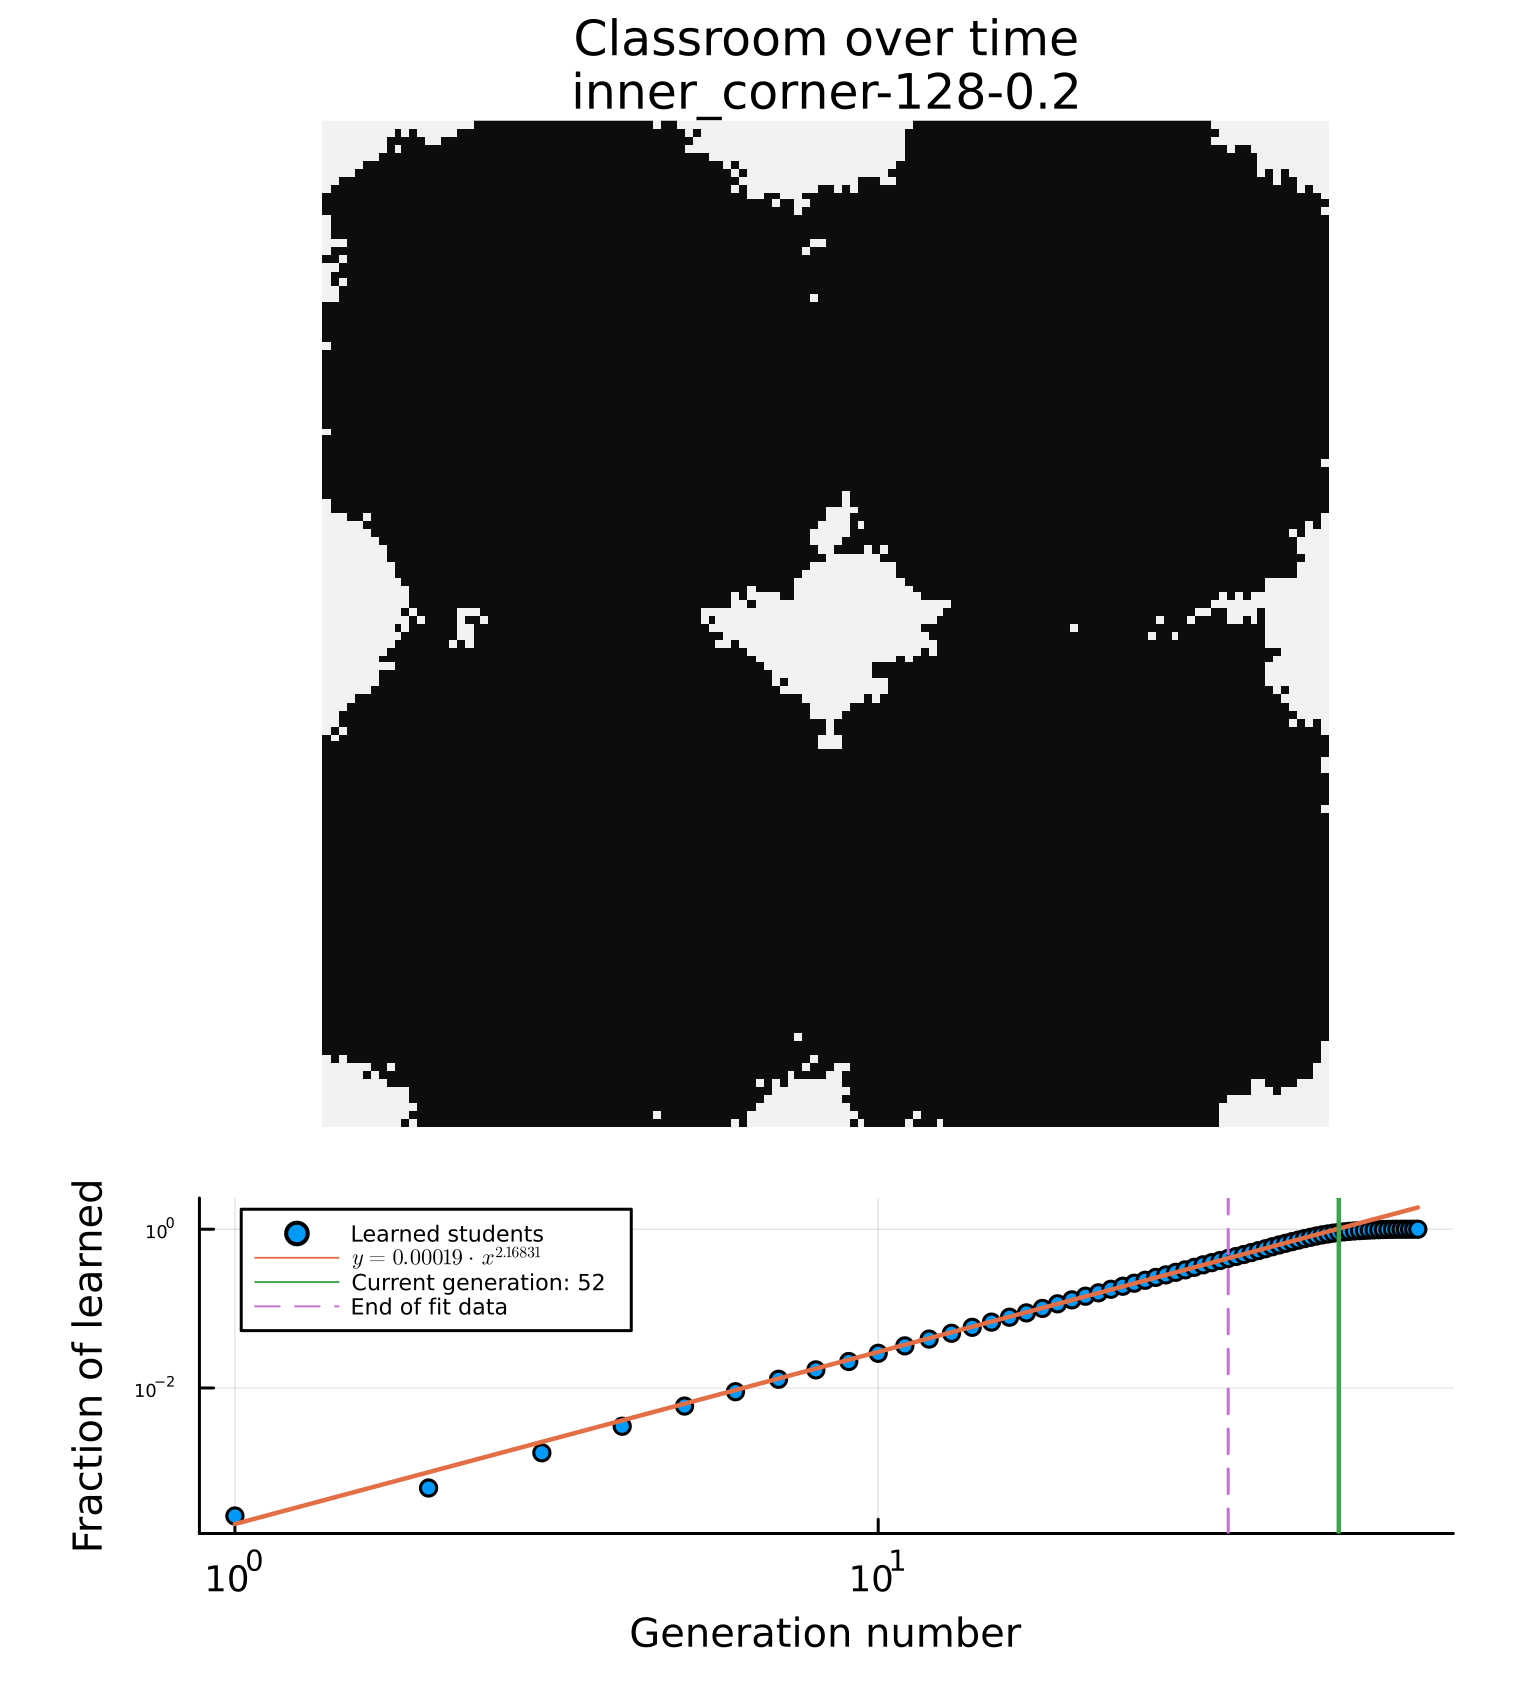 Classroom over time
inner_corner-128-0.2
Fraction of learned
10⁰
10⁻²
Learned students
y = 0.00019 · x^2.16831
Current generation: 52
End of fit data
10⁰
10¹
Generation number